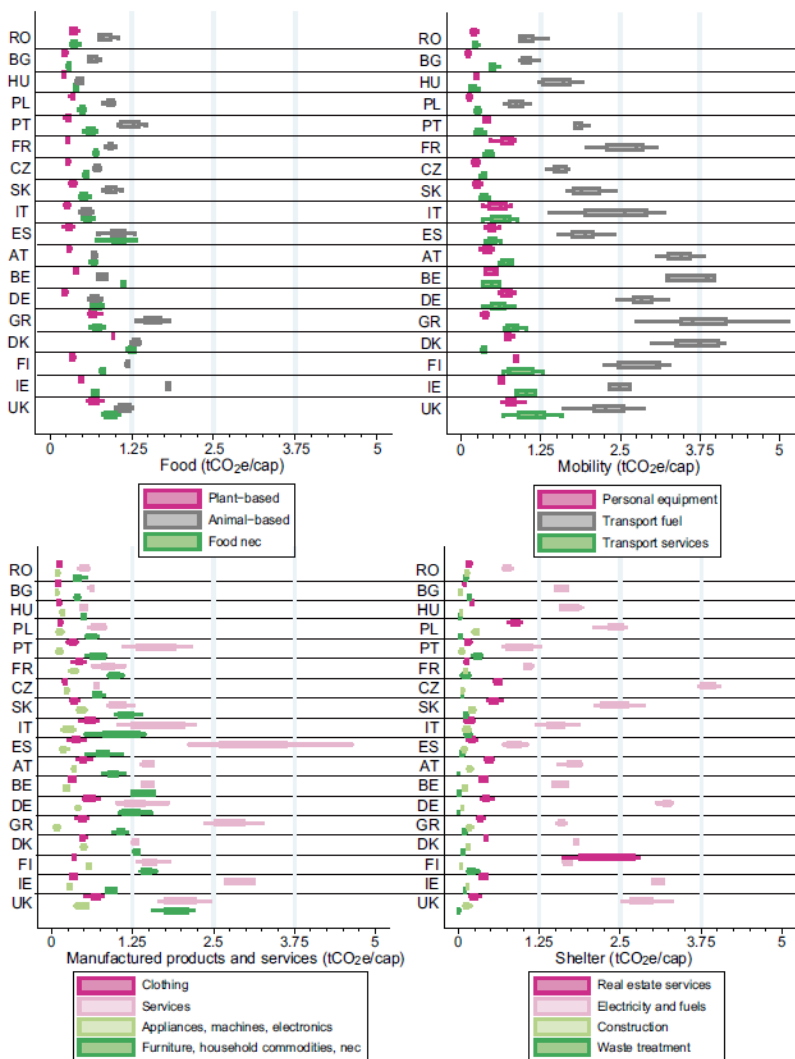 RO
BG
HU
PL
PT
FR
CZ
SK
IT
ES
AT
BE
DE
GR
DK
FI
IE
UK
0 1.25 2.5 3.75 5
Food (tCO2e/cap)
Plant-based
Animal-based
Food nec
RO
BG
HU
PL
PT
FR
CZ
SK
IT
ES
AT
BE
DE
GR
DK
FI
IE
UK
0 1.25 2.5 3.75 5
Mobility (tCO2e/cap)
Personal equipment
Transport fuel
Transport services
RO
BG
HU
PL
PT
FR
CZ
SK
IT
ES
AT
BE
DE
GR
DK
FI
IE
UK
0 1.25 2.5 3.75 5
Manufactured products and services (tCO2e/cap)
Clothing
Services
Appliances, machines, electronics
Furniture, household commodities, nec
RO
BG
HU
PL
PT
FR
CZ
SK
IT
ES
AT
BE
DE
GR
DK
FI
IE
UK
0 1.25 2.5 3.75 5
Shelter (tCO2e/cap)
Real estate services
Electricity and fuels
Construction
Waste treatment